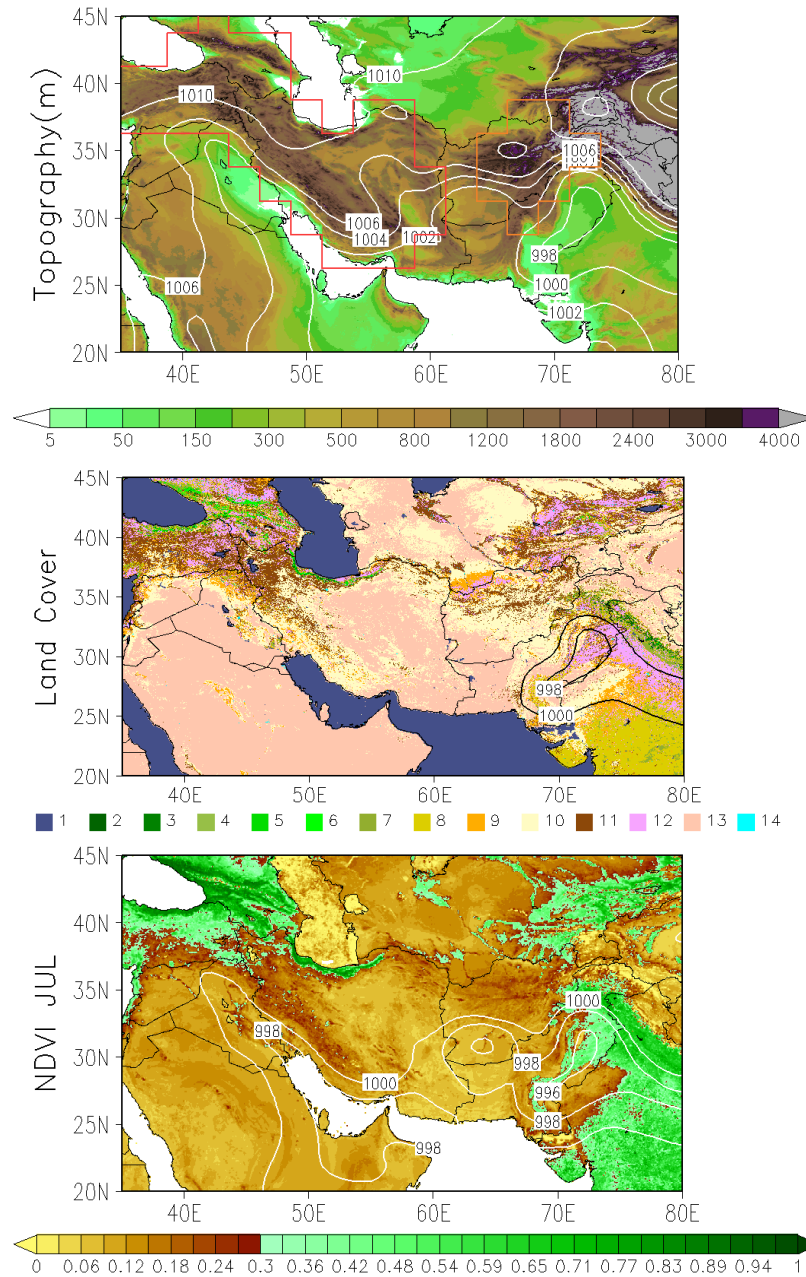 45N
40N
35N
30N
25N
20N
Topography(m)
1010
1010
1006
1006
1004
1002
1006
998
1000
1002
40E 50E 60E 70E 80E
5 50 150 300 500 800 1200 1800 2400 3000 4000
45N
40N
35N
30N
25N
20N
Land Cover
998
1000
40E 50E 60E 70E 80E
1 2 3 4 5 6 7 8 9 10 11 12 13 14
45N
40N
35N
30N
25N
20N
NDVI JUL
1000
998
998
1000
996
998
998
40E 50E 60E 70E 80E
0 0.06 0.12 0.18 0.24 0.3 0.36 0.42 0.48 0.55 0.59 0.65 0.71 0.77 0.83 0.89 0.94 1